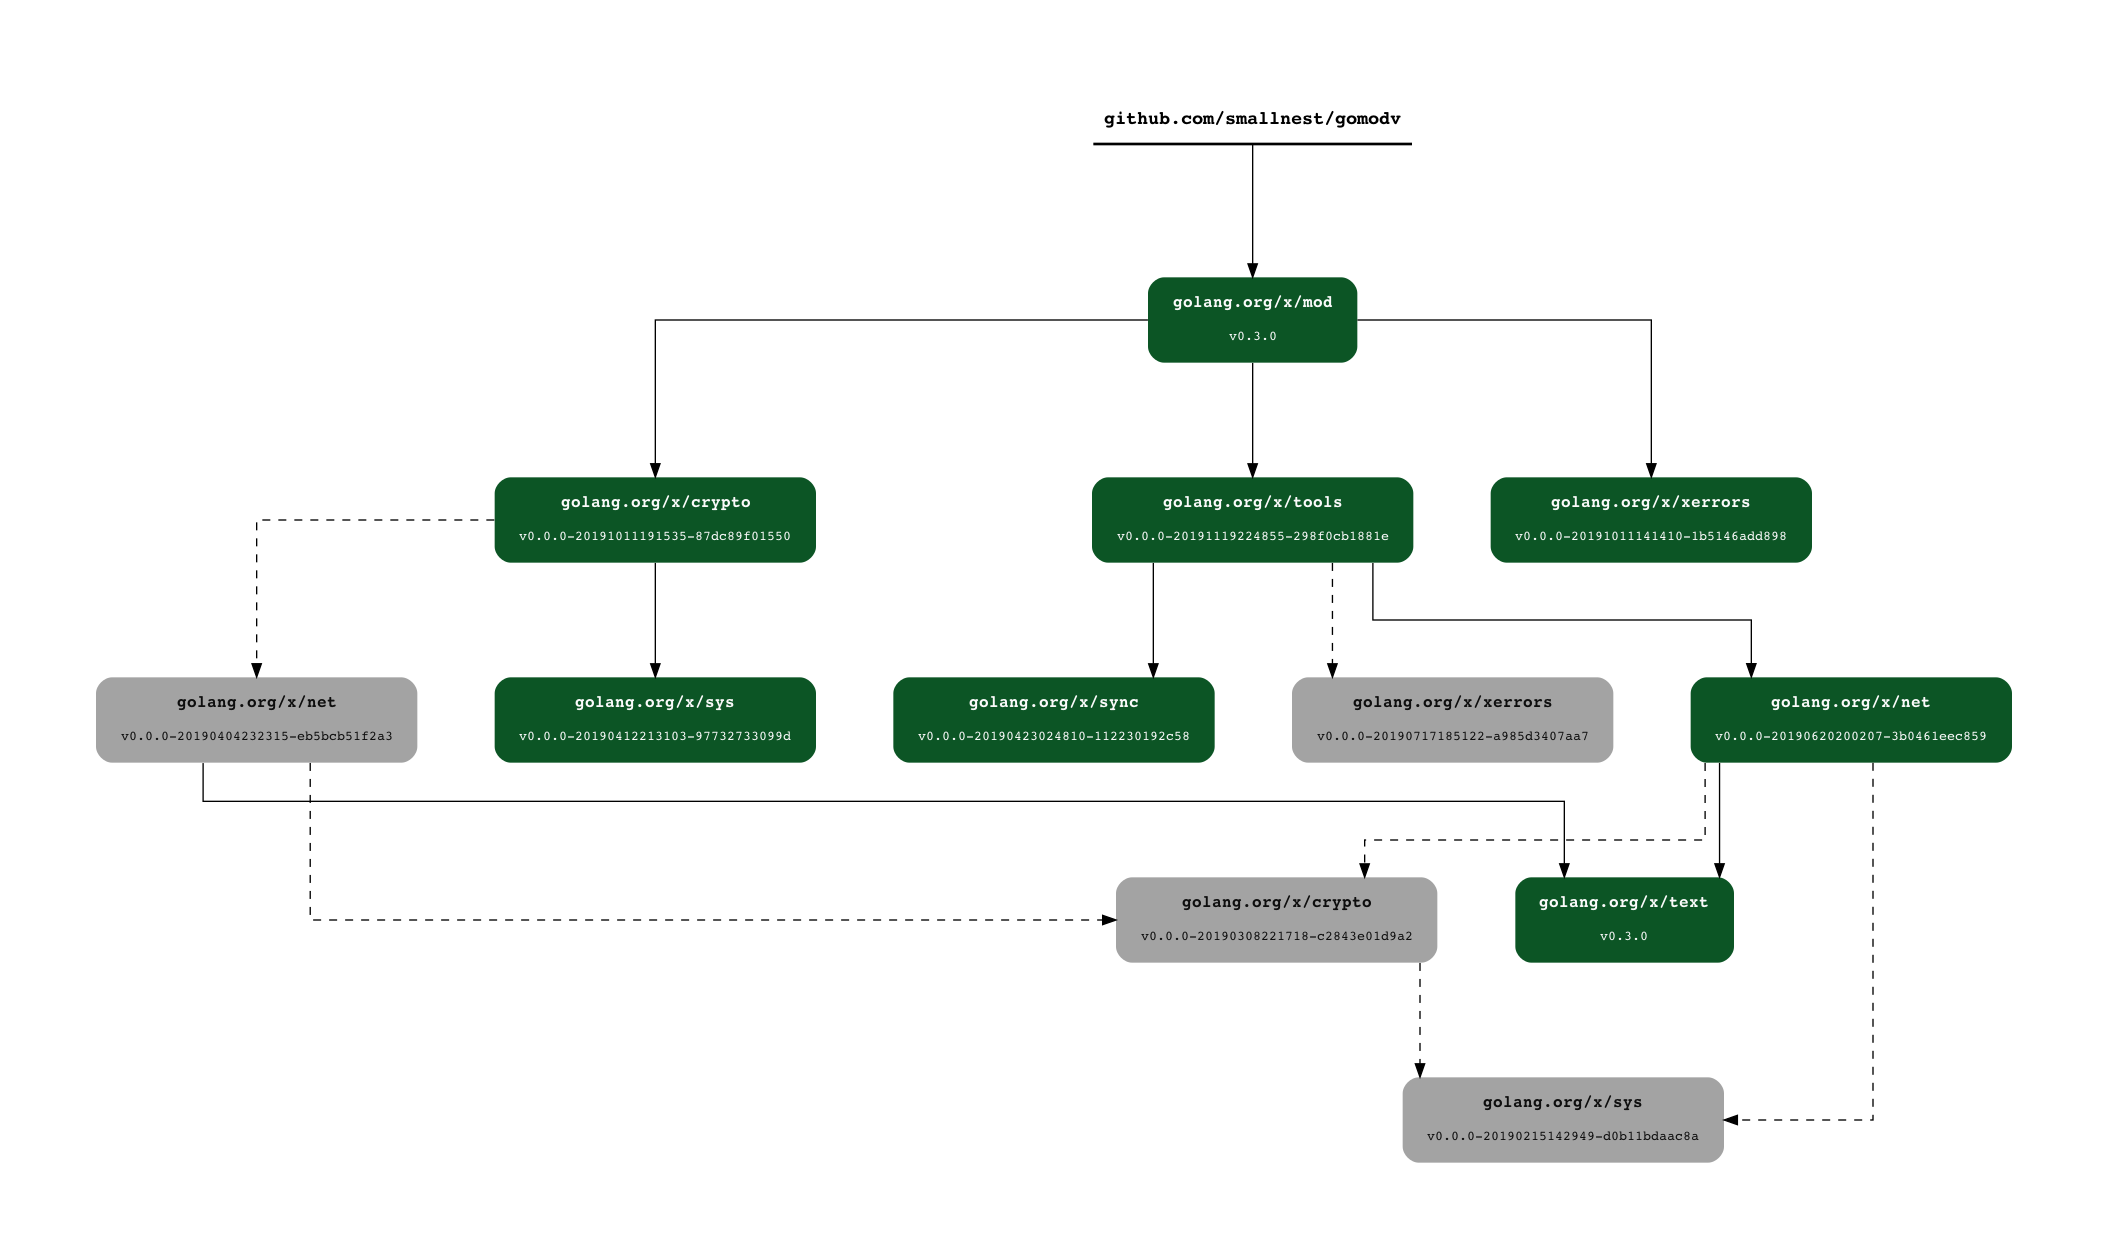 github.com/smallnest/gomodv
golang.org/x/mod
v0.3.0
golang.org/x/crypto
v0.0.0-20191011191535-87dc89f01550
golang.org/x/tools
v0.0.0-20191119224855-298f0cb1881e
golang.org/x/xerrors
v0.0.0-20191011141410-1b5146add898
golang.org/x/net
v0.0.0-20190404232315-eb5bcb51f2a3
golang.org/x/sys
v0.0.0-20190412213103-97732733099d
golang.org/x/sync
v0.0.0-20190423024810-112230192c58
golang.org/x/xerrors
v0.0.0-20190717185122-a985d3407aa7
golang.org/x/net
v0.0.0-20190620200207-3b0461eec859
golang.org/x/crypto
v0.0.0-20190308221718-c2843e01d9a2
golang.org/x/text
v0.3.0
golang.org/x/sys
v0.0.0-20190215142949-d0b11bdaac8a